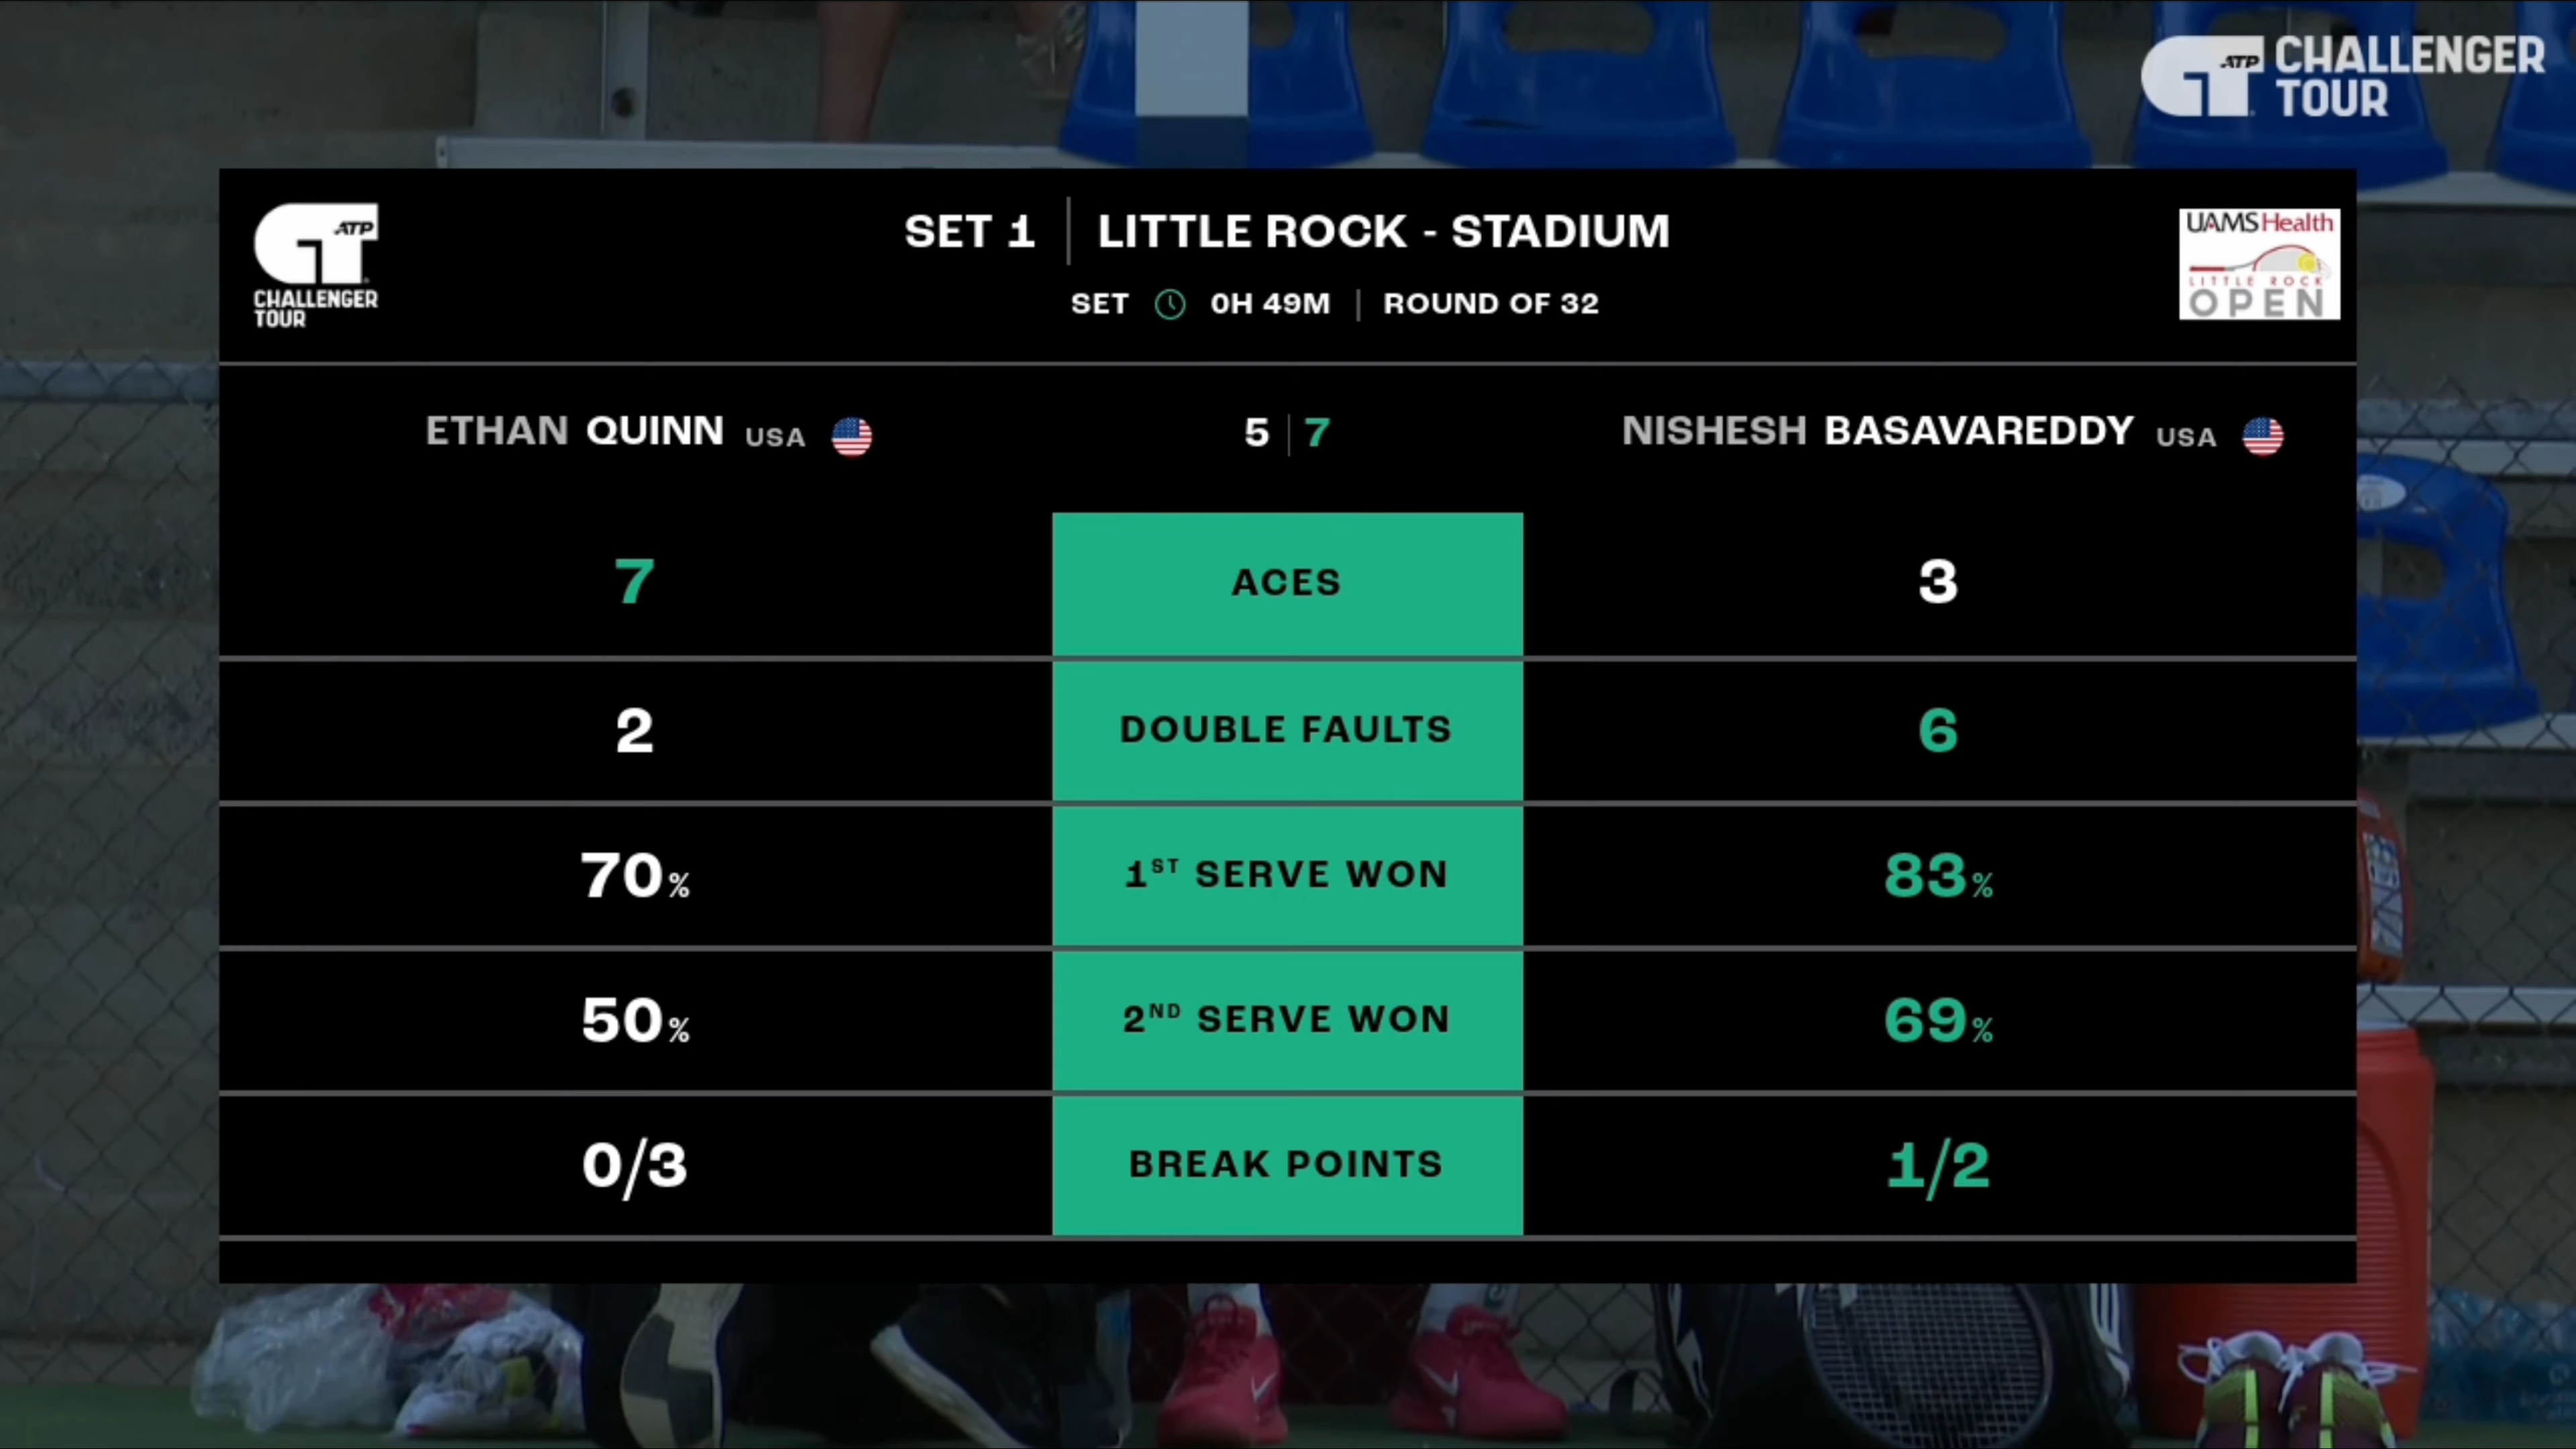 ATP CHALLENGER
TOUR
ATP
CHALLENGER
TOUR
SET 1 | LITTLE ROCK - STADIUM
SET 0H 49M | ROUND OF 32
UAMS Health
LITTLE ROCK
OPEN
ETHAN QUINN USA 5 | 7 NISHESH BASAVAREDDY USA
7 ACES 3
2 DOUBLE FAULTS 6
70% 1ST SERVE WON 83%
50% 2ND SERVE WON 69%
0/3 BREAK POINTS 1/2